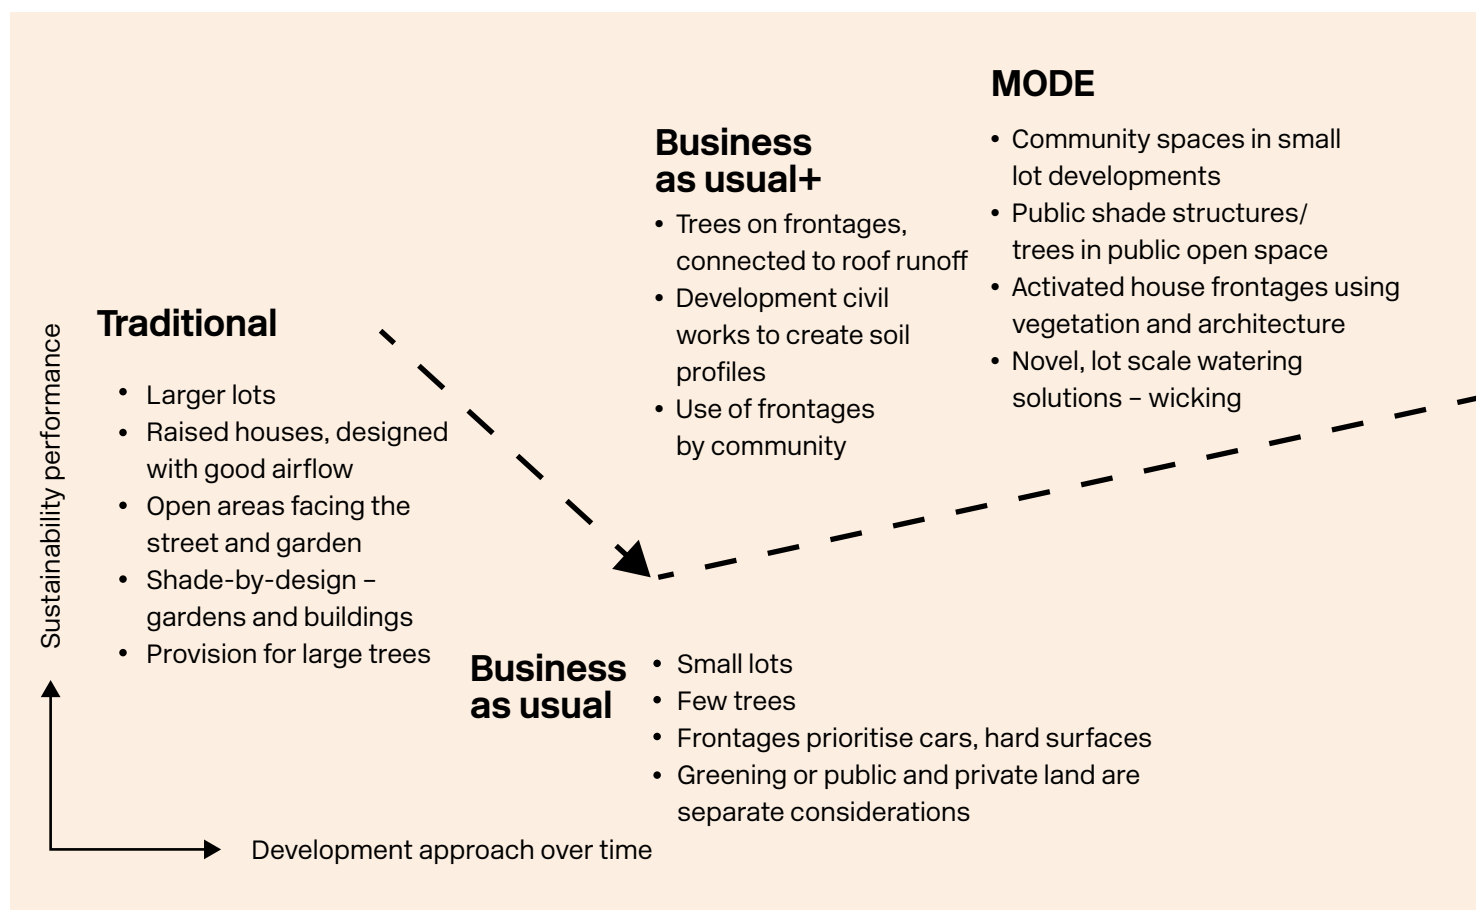 MODE
• Community spaces in small
lot developments
• Public shade structures/
trees in public open space
• Activated house frontages using
vegetation and architecture
• Novel, lot scale watering
solutions – wicking
Business
as usual+
• Trees on frontages,
connected to roof runoff
• Development civil
works to create soil
profiles
• Use of frontages
by community
Traditional
• Larger lots
• Raised houses, designed
with good airflow
• Open areas facing the
street and garden
• Shade-by-design –
gardens and buildings
• Provision for large trees
Business
as usual
• Small lots
• Few trees
• Frontages prioritise cars, hard surfaces
• Greening or public and private land are
separate considerations
Sustainability performance
Development approach over time